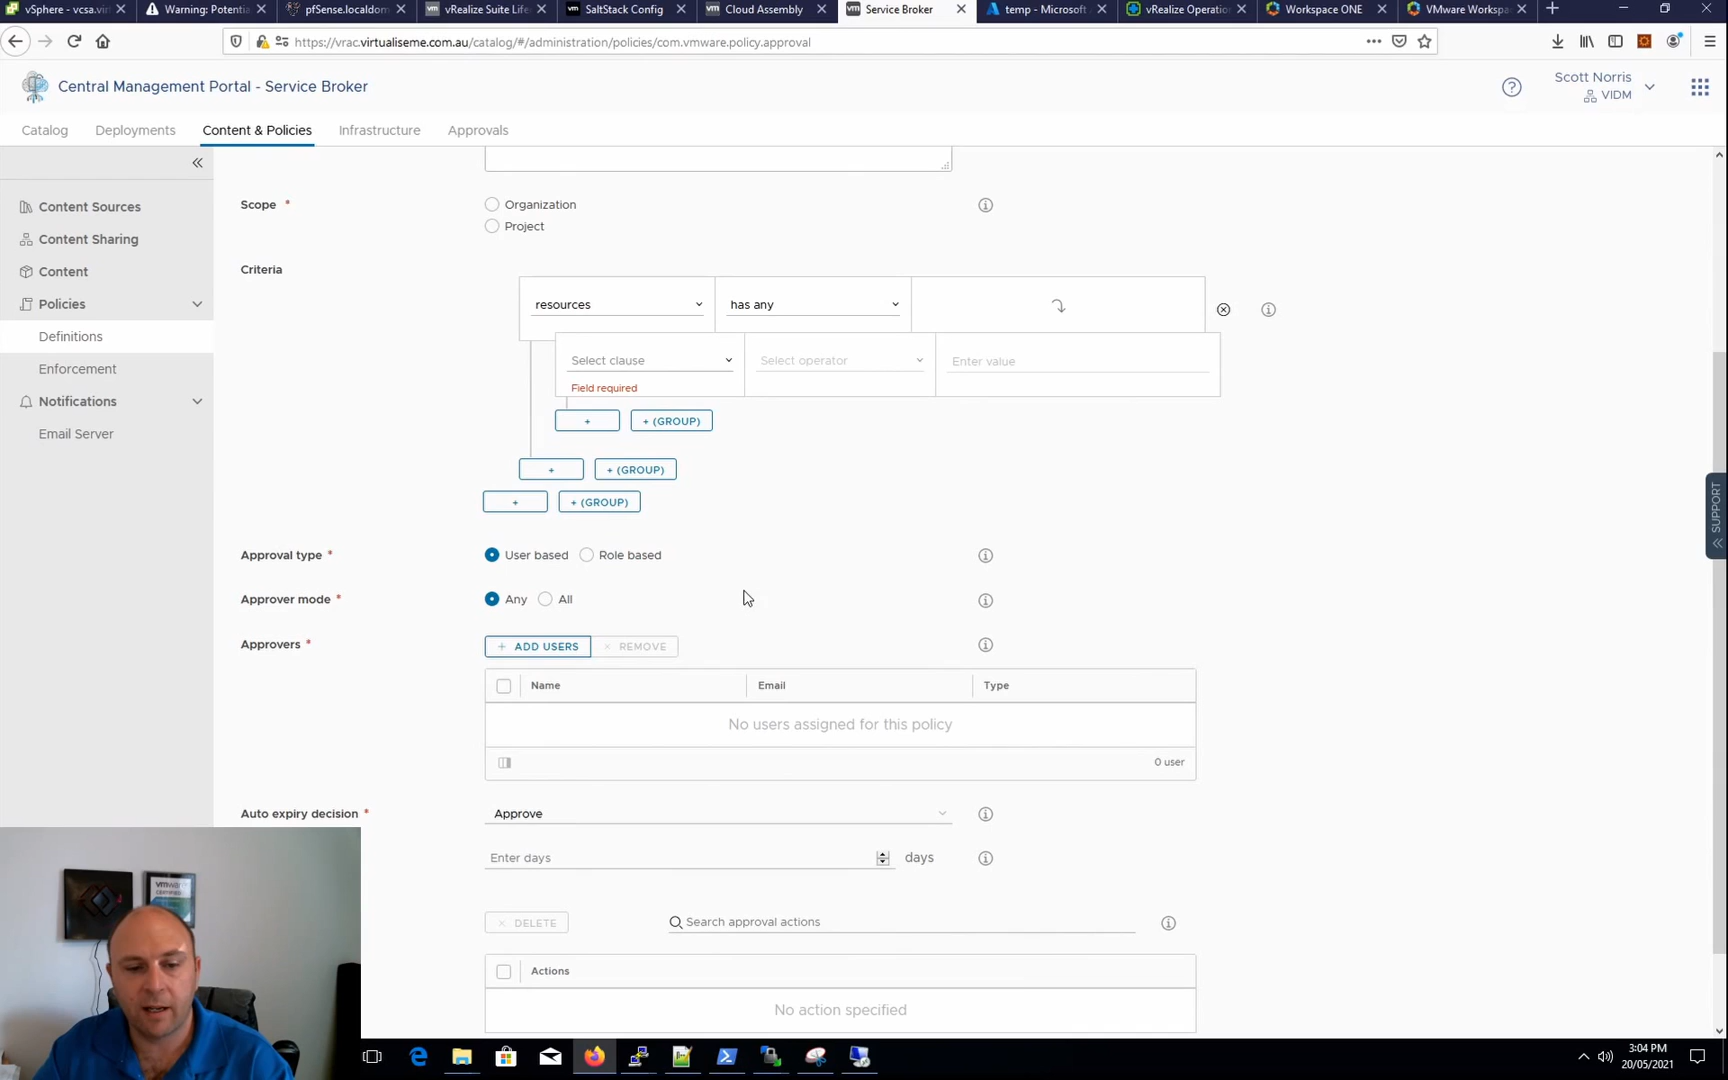 vSphere - vcsa.vir
Warning: Potentia
pfSense.localdom
vRealize Suite Life
SaltStack Config
Cloud Assembly
Service Broker
temp - Microsoft
vRealize Operation
Workspace ONE
VMware Workspa
https://vrac.virtualiseme.com.au/catalog/#/administration/policies/com.vmware.policy.approval
Central Management Portal - Service Broker
Scott Norris
VIDM
Catalog
Deployments
Content & Policies
Infrastructure
Approvals
Content Sources
Content Sharing
Content
Policies
Definitions
Enforcement
Notifications
Email Server
Scope *
Organization
Project
Criteria
resources
has any
Select clause
Select operator
Enter value
Field required
+
+ (GROUP)
+
+ (GROUP)
+
+ (GROUP)
Approval type *
User based
Role based
Approver mode *
Any
All
Approvers *
+ ADD USERS
× REMOVE
Name
Email
Type
No users assigned for this policy
0 user
Auto expiry decision *
Approve
Enter days
days
× DELETE
Search approval actions
Actions
No action specified
SUPPORT
vmware
3:04 PM
20/05/2021